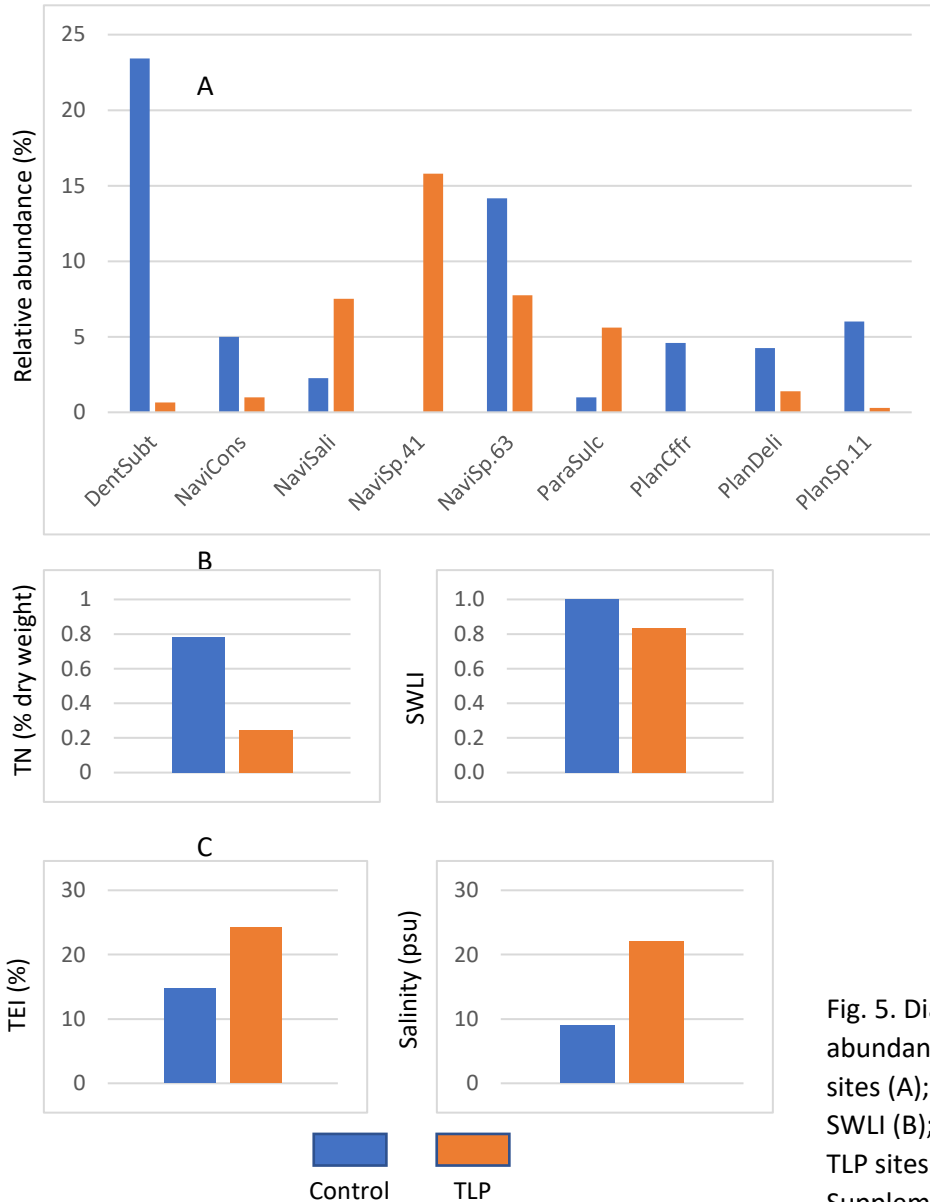 25
20
15
10
5
0
Relative abundance (%)
A
DentSubt
NaviCons
NaviSali
NaviSp.41
NaviSp.63
ParaSulc
PlanCffr
PlanDeli
PlanSp.11
B
TN (% dry weight)
1
0.8
0.6
0.4
0.2
0
SWLI
1.0
0.8
0.6
0.4
0.2
0.0
C
TEI (%)
30
20
10
0
Salinity (psu)
30
20
10
0
Control
TLP
Fig. 5.
abundan
sites (A);
SWLI (B);
TLP sites